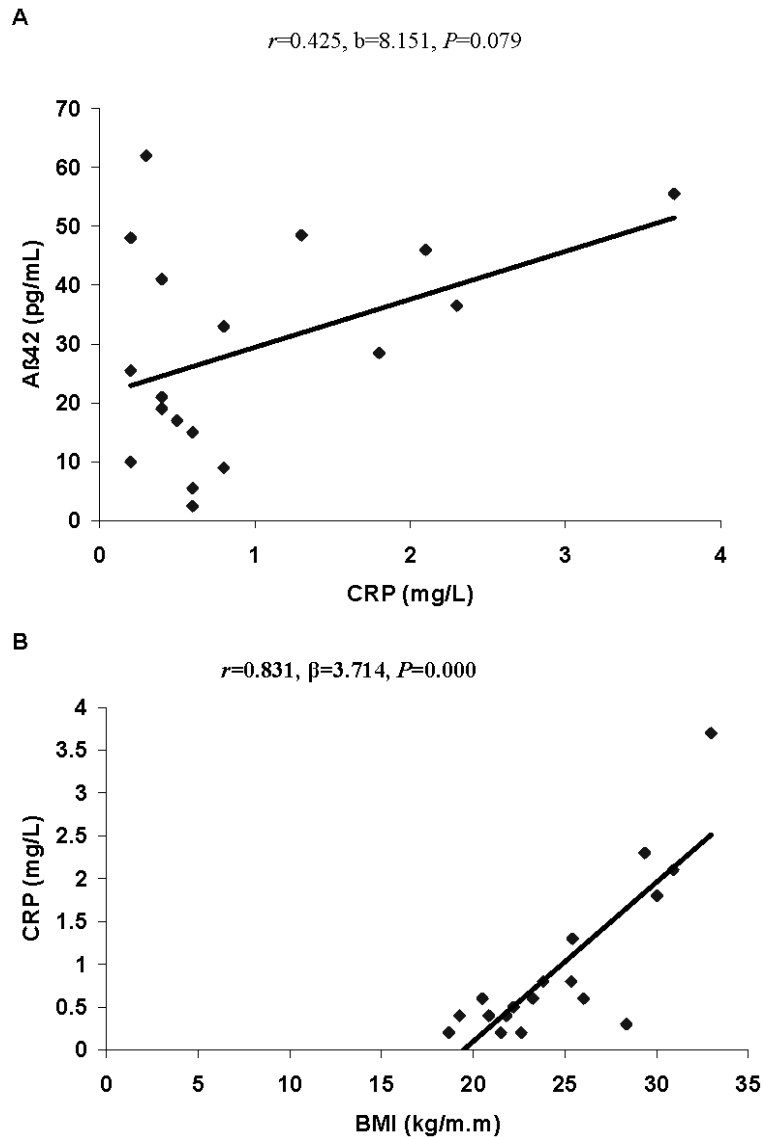 A
r=0.425, b=8.151, P=0.079
70
60
50
40
30
20
10
0
Aß42 (pg/mL)
0 1 2 3 4
CRP (mg/L)
B
r=0.831, β=3.714, P=0.000
4
3.5
3
2.5
2
1.5
1
0.5
0
CRP (mg/L)
0 5 10 15 20 25 30 35
BMI (kg/m.m)